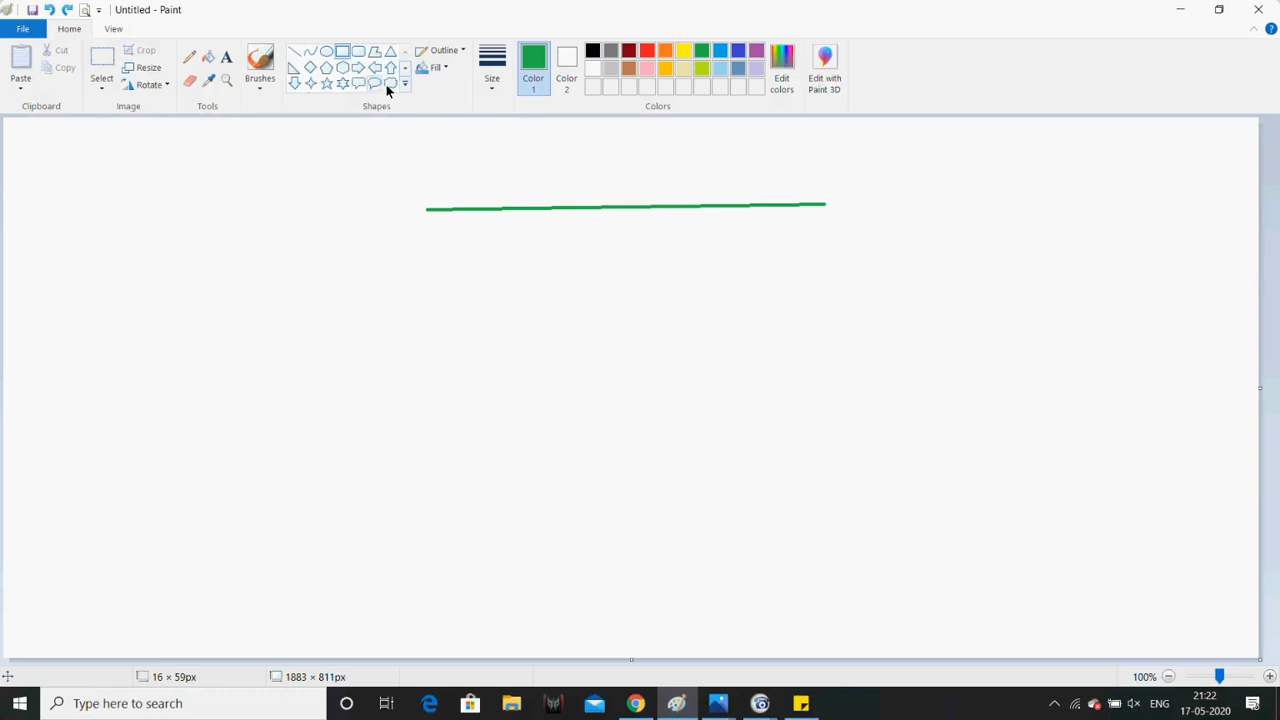 Untitled - Paint
File
Home
View
Paste
Cut
Copy
Clipboard
Select
Crop
Resize
Rotate
Image
A
Tools
Brushes
Shapes
Outline
Fill
Size
Color
1
Color
2
Colors
Edit
colors
Edit with
Paint 3D
16 × 59px
1883 × 811px
100%
Type here to search
ENG
21:22
17-05-2020